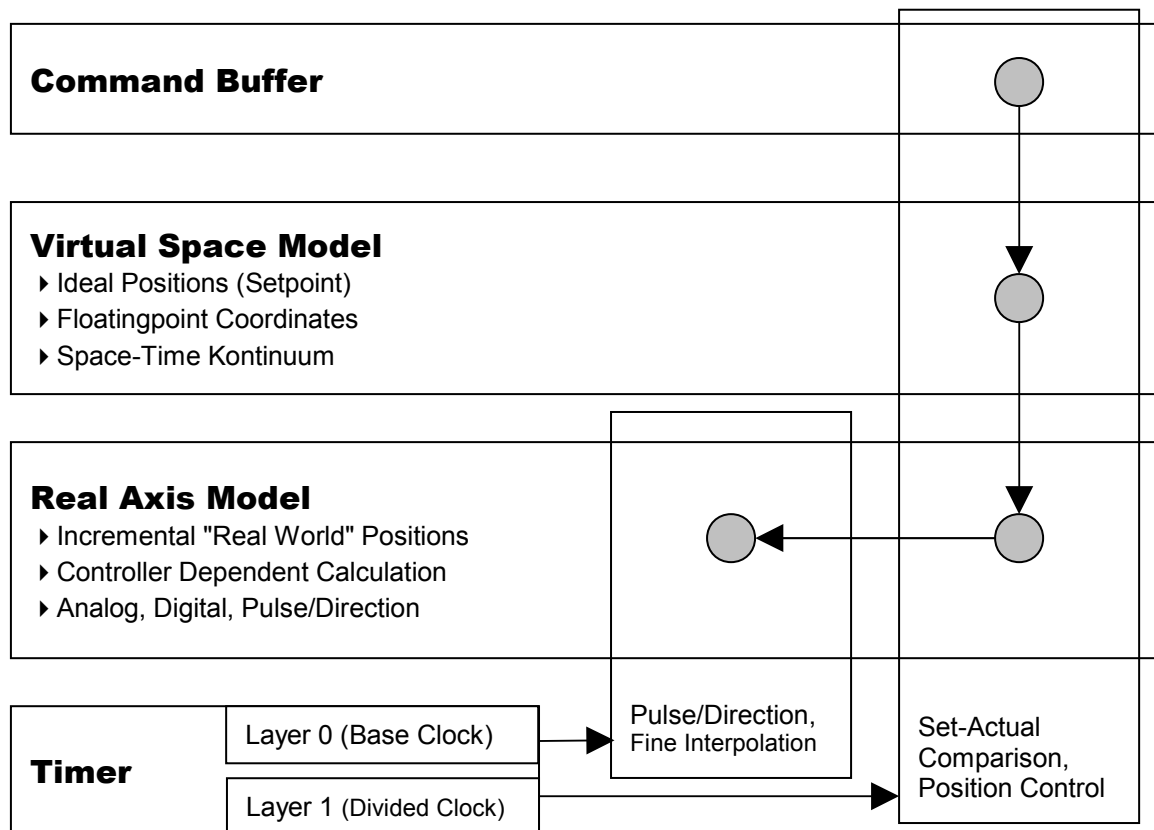 Command Buffer
Virtual Space Model
Ideal Positions (Setpoint)
Floatingpoint Coordinates
Space-Time Kontinuum
Real Axis Model
Incremental "Real World" Positions
Controller Dependent Calculation
Analog, Digital, Pulse/Direction
Timer
Layer 0 (Base Clock)
Layer 1 (Divided Clock)
Pulse/Direction,
Fine Interpolation
Set-Actual
Comparison,
Position Control